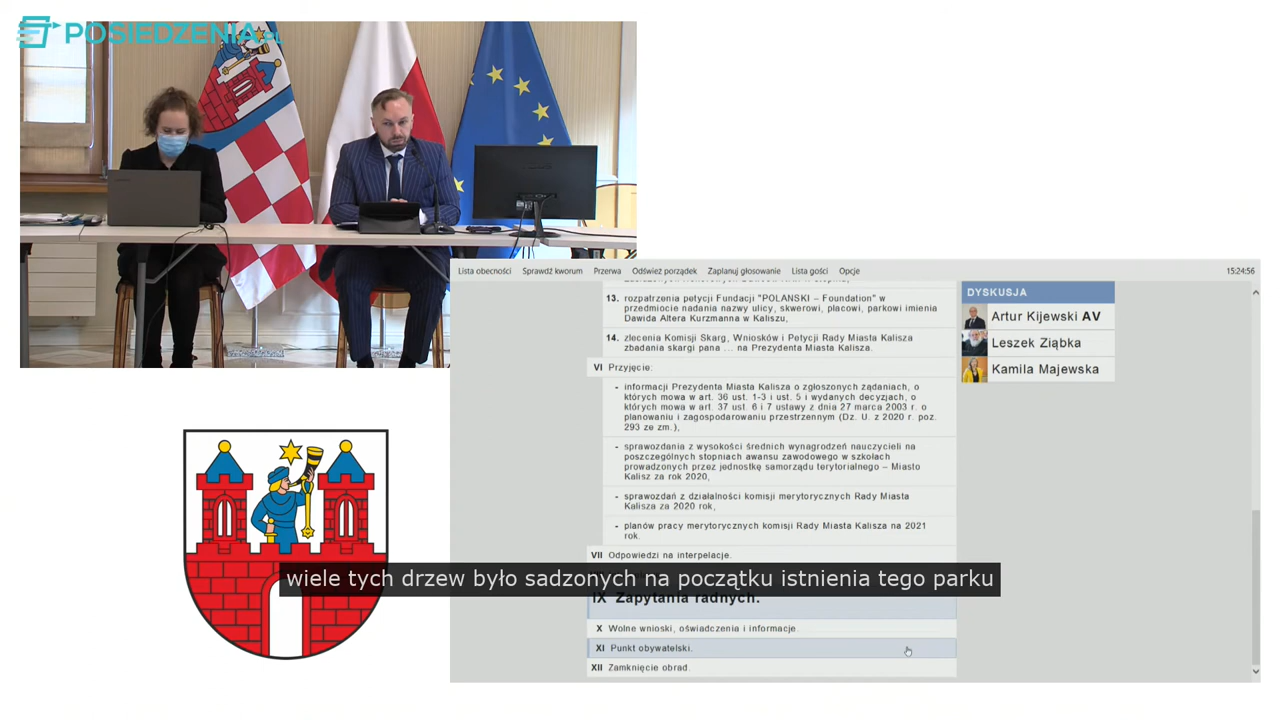 POSIEDZENIA.PL
Lista obecności Sprawdź kworum Przerwa Odśwież porządek Zaplanuj głosowanie Lista gości Opcje 15:24:56
13. rozpatrzenia petycji Fundacji "POLANSKI – Foundation" w
przedmiocie nadania nazwy ulicy, skwerowi, placowi, parkowi imienia
Dawida Altera Kurzmanna w Kaliszu,
14. zlecenia Komisji Skarg, Wniosków i Petycji Rady Miasta Kalisza
zbadania skargi pana ... na Prezydenta Miasta Kalisza.
VI Przyjęcie:
- informacji Prezydenta Miasta Kalisza o zgłoszonych żądaniach, o
których mowa w art. 36 ust. 1-3 i ust. 5 i wydanych decyzjach, o
których mowa w art. 37 ust. 6 i 7 ustawy z dnia 27 marca 2003 r. o
planowaniu i zagospodarowaniu przestrzennym (Dz. U. z 2020 r. poz.
293 ze zm.),
- sprawozdania z wysokości średnich wynagrodzeń nauczycieli na
poszczególnych stopniach awansu zawodowego w szkołach
prowadzonych przez jednostkę samorządu terytorialnego – Miasto
Kalisz za rok 2020,
- sprawozdań z działalności komisji merytorycznych Rady Miasta
Kalisza za 2020 rok,
- planów pracy merytorycznych komisji Rady Miasta Kalisza na 2021
rok.
VII Odpowiedzi na interpelacje.
wiele tych drzew było sadzonych na początku istnienia tego parku
IX Zapytania radnych.
X Wolne wnioski, oświadczenia i informacje.
XI Punkt obywatelski.
XII Zamknięcie obrad.
DYSKUSJA
Artur Kijewski AV
Leszek Ziąbka
Kamila Majewska